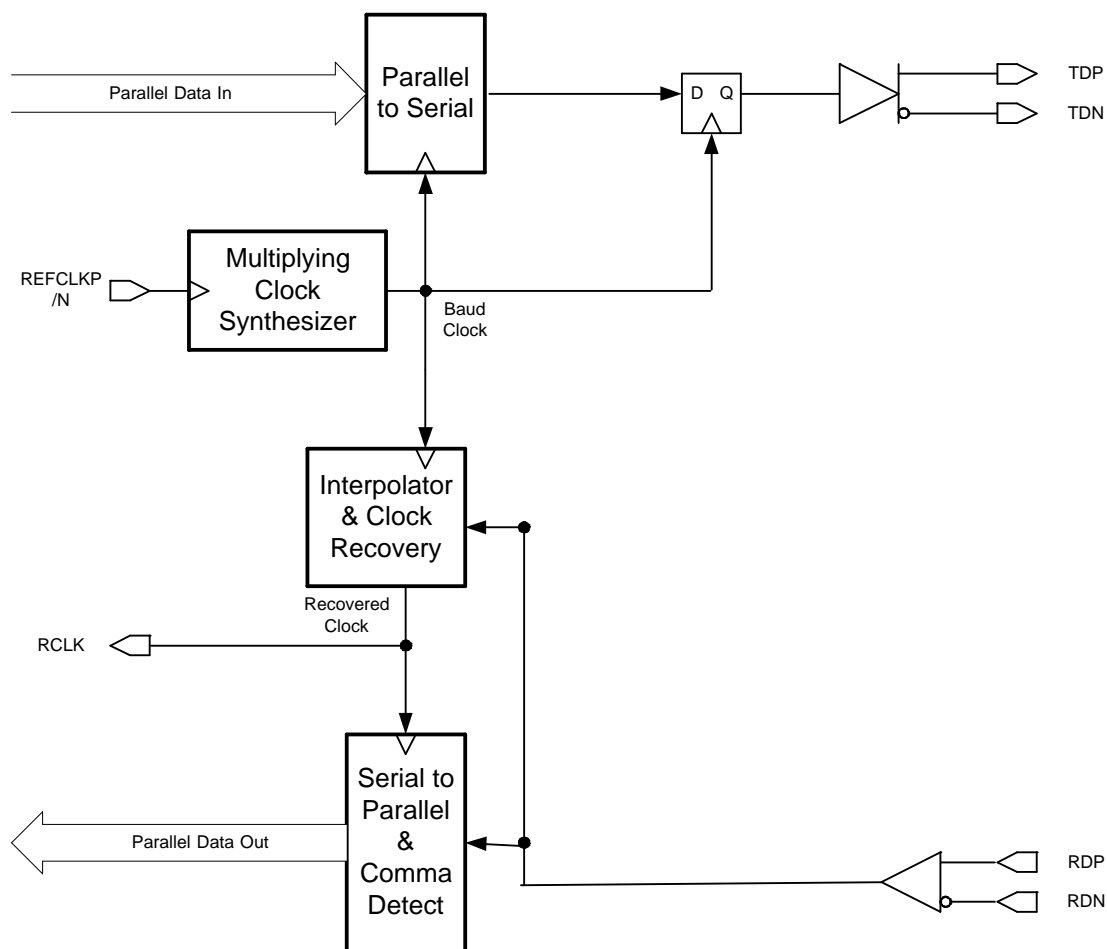 Parallel
to Serial
Parallel Data In
D Q
TDP
TDN
Multiplying
Clock
Synthesizer
REFCLKP
/N
Baud
Clock
Interpolator
& Clock
Recovery
Recovered
Clock
RCLK
Serial to
Parallel
&
Comma
Detect
Parallel Data Out
RDP
RDN